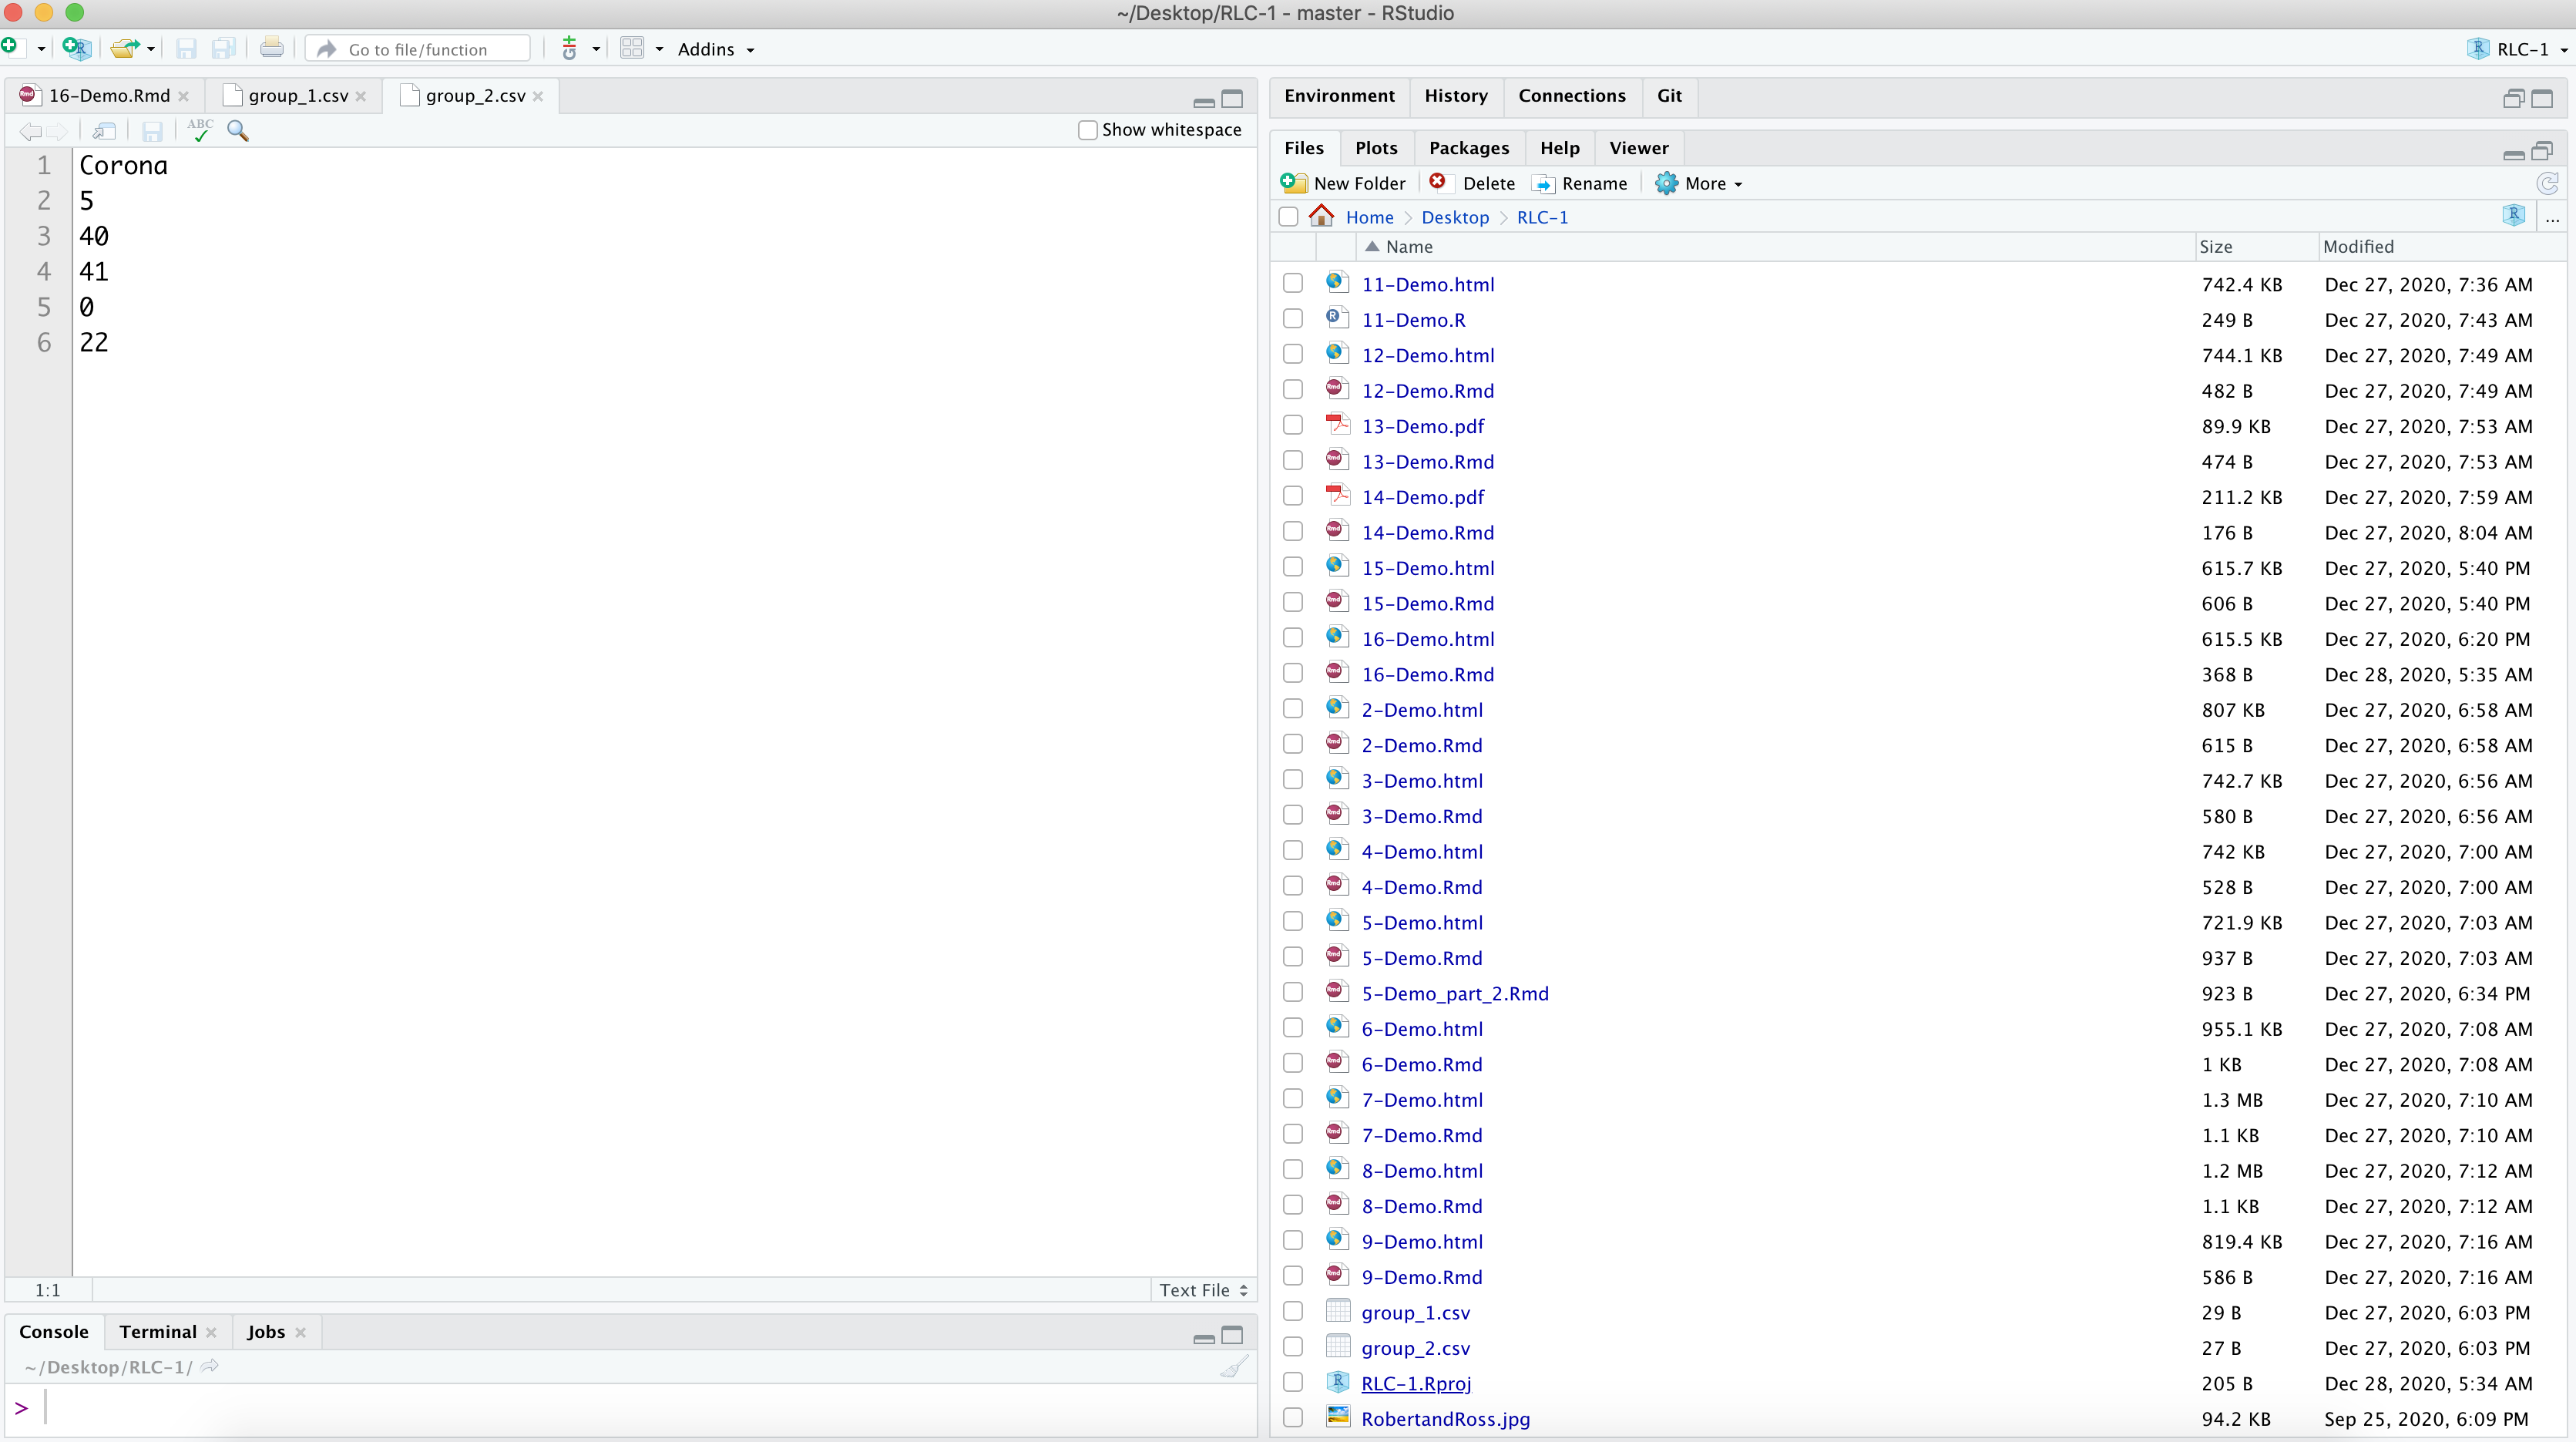 ~/Desktop/RLC-1 - master - RStudio
Go to file/function
Addins
RLC-1
16-Demo.Rmd
group_1.csv
group_2.csv
ABC
Show whitespace
1 Corona
2 5
3 40
4 41
5 0
6 22
1:1
Text File
Console
Terminal
Jobs
~/Desktop/RLC-1/
>
Environment
History
Connections
Git
Files
Plots
Packages
Help
Viewer
New Folder
Delete
Rename
More
Home
Desktop
RLC-1
...
Name Size Modified
11-Demo.html 742.4 KB Dec 27, 2020, 7:36 AM
11-Demo.R 249 B Dec 27, 2020, 7:43 AM
12-Demo.html 744.1 KB Dec 27, 2020, 7:49 AM
12-Demo.Rmd 482 B Dec 27, 2020, 7:49 AM
13-Demo.pdf 89.9 KB Dec 27, 2020, 7:53 AM
13-Demo.Rmd 474 B Dec 27, 2020, 7:53 AM
14-Demo.pdf 211.2 KB Dec 27, 2020, 7:59 AM
14-Demo.Rmd 176 B Dec 27, 2020, 8:04 AM
15-Demo.html 615.7 KB Dec 27, 2020, 5:40 PM
15-Demo.Rmd 606 B Dec 27, 2020, 5:40 PM
16-Demo.html 615.5 KB Dec 27, 2020, 6:20 PM
16-Demo.Rmd 368 B Dec 28, 2020, 5:35 AM
2-Demo.html 807 KB Dec 27, 2020, 6:58 AM
2-Demo.Rmd 615 B Dec 27, 2020, 6:58 AM
3-Demo.html 742.7 KB Dec 27, 2020, 6:56 AM
3-Demo.Rmd 580 B Dec 27, 2020, 6:56 AM
4-Demo.html 742 KB Dec 27, 2020, 7:00 AM
4-Demo.Rmd 528 B Dec 27, 2020, 7:00 AM
5-Demo.html 721.9 KB Dec 27, 2020, 7:03 AM
5-Demo.Rmd 937 B Dec 27, 2020, 7:03 AM
5-Demo_part_2.Rmd 923 B Dec 27, 2020, 6:34 PM
6-Demo.html 955.1 KB Dec 27, 2020, 7:08 AM
6-Demo.Rmd 1 KB Dec 27, 2020, 7:08 AM
7-Demo.html 1.3 MB Dec 27, 2020, 7:10 AM
7-Demo.Rmd 1.1 KB Dec 27, 2020, 7:10 AM
8-Demo.html 1.2 MB Dec 27, 2020, 7:12 AM
8-Demo.Rmd 1.1 KB Dec 27, 2020, 7:12 AM
9-Demo.html 819.4 KB Dec 27, 2020, 7:16 AM
9-Demo.Rmd 586 B Dec 27, 2020, 7:16 AM
group_1.csv 29 B Dec 27, 2020, 6:03 PM
group_2.csv 27 B Dec 27, 2020, 6:03 PM
RLC-1.Rproj 205 B Dec 28, 2020, 5:34 AM
RobertandRoss.jpg 94.2 KB Sep 25, 2020, 6:09 PM